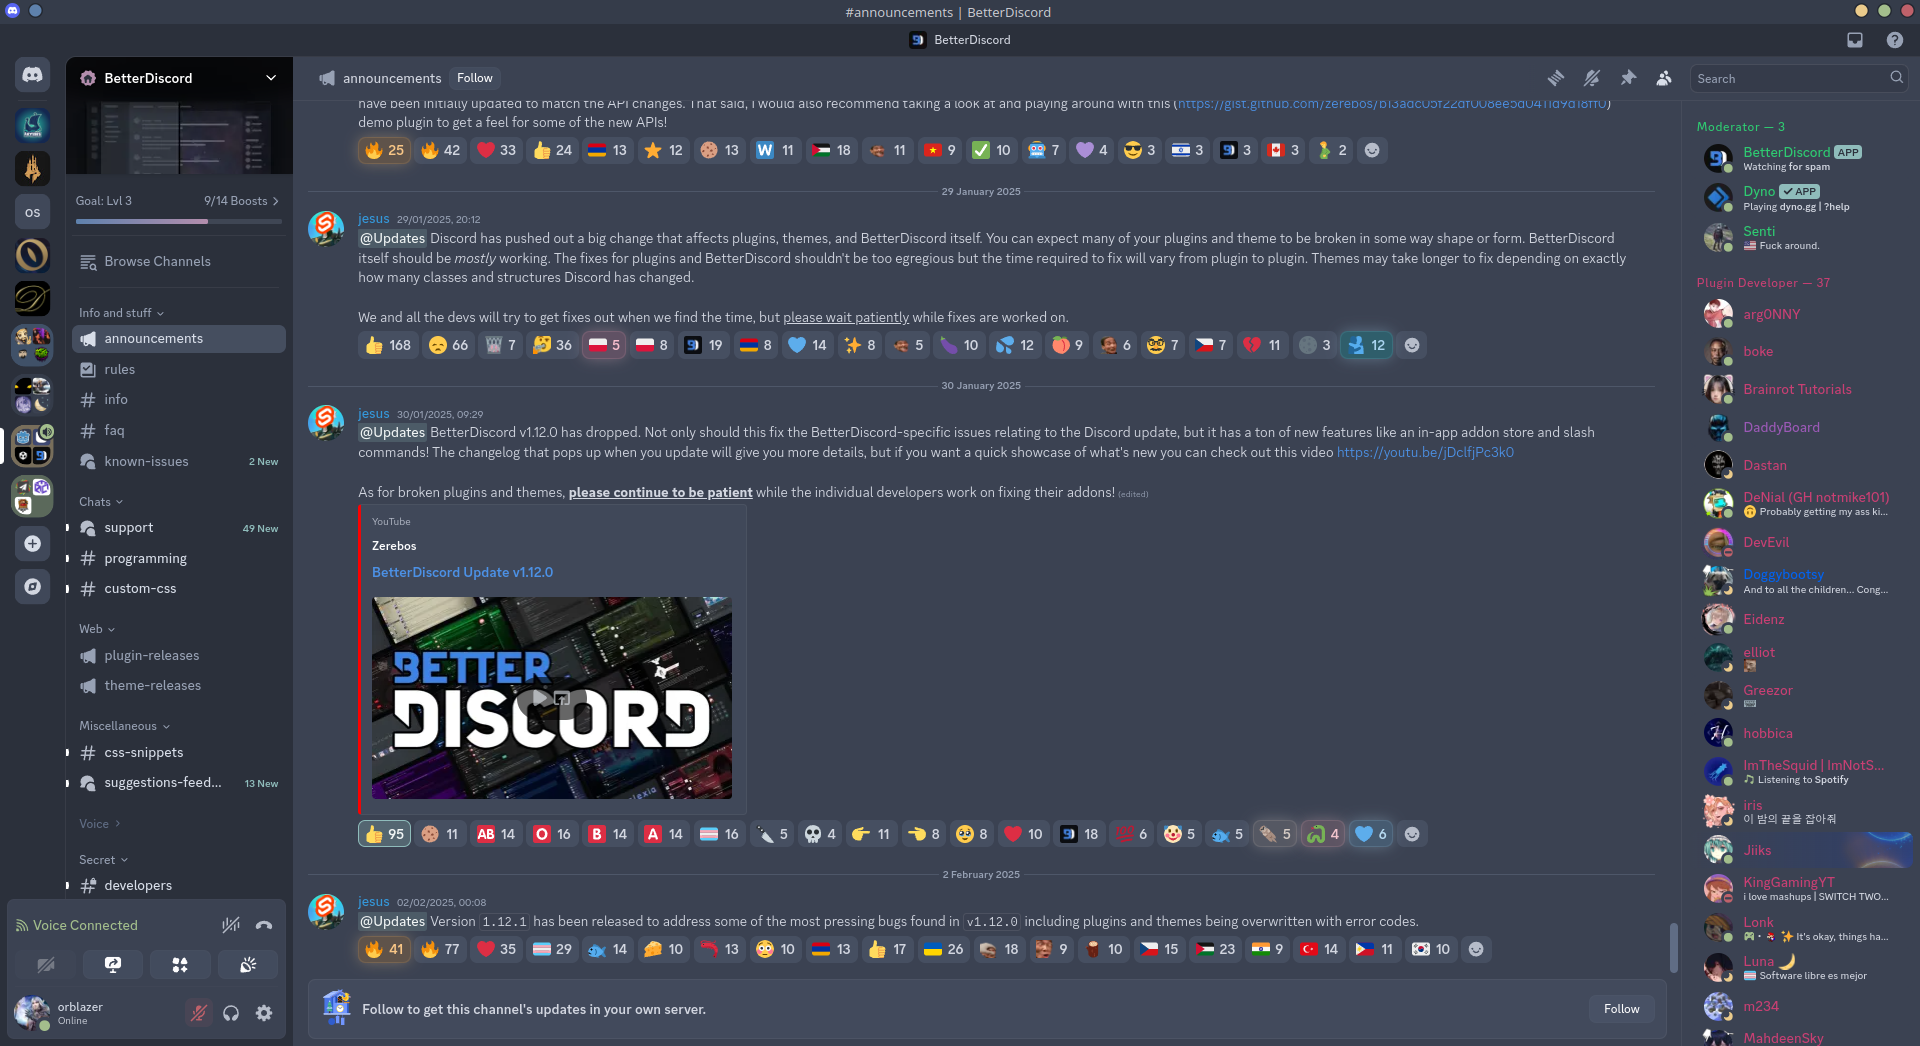 #announcements | BetterDiscord
BetterDiscord
BetterDiscord
Goal: Lvl 3
9/14 Boosts
Browse Channels
Info and stuff
announcements
rules
info
faq
known-issues
2 New
Chats
support
49 New
programming
custom-css
Web
plugin-releases
theme-releases
Miscellaneous
css-snippets
suggestions-feed...
13 New
Voice
Secret
developers
Voice Connected
orblazer
Online
OS
announcements
Follow
Search
have been initially updated to match the API changes. That said, I would also recommend taking a look at and playing around with this (
demo plugin to get a feel for some of the new APIs!
25 42 33 24 13 12 13 W 11 18 11 9 10 7 4 3 3 3 3 2
29 January 2025
jesus 29/01/2025, 20:12
@Updates Discord has pushed out a big change that affects plugins, themes, and BetterDiscord itself. You can expect many of your plugins and theme to be broken in some way shape or form. BetterDiscord
itself should be mostly working. The fixes for plugins and BetterDiscord shouldn't be too egregious but the time required to fix will vary from plugin to plugin. Themes may take longer to fix depending on exactly
how many classes and structures Discord has changed.
We and all the devs will try to get fixes out when we find the time, but please wait patiently while fixes are worked on.
168 66 7 36 5 8 19 8 14 8 5 10 12 9 6 7 7 11 3 12
30 January 2025
jesus 30/01/2025, 09:29
@Updates BetterDiscord v1.12.0 has dropped. Not only should this fix the BetterDiscord-specific issues relating to the Discord update, but it has a ton of new features like an in-app addon store and slash
commands! The changelog that pops up when you update will give you more details, but if you want a quick showcase of what's new you can check out this video https://youtu.be/jDclfjPc3k0
As for broken plugins and themes, please continue to be patient while the individual developers work on fixing their addons! (edited)
YouTube
Zerebos
BetterDiscord Update v1.12.0
BETTER
DISCORD
95 11 AB 14 O 16 B 14 A 14 16 5 4 11 8 8 10 18 6 5 5 5 4 6
2 February 2025
jesus 02/02/2025, 00:08
@Updates Version 1.12.1 has been released to address some of the most pressing bugs found in v1.12.0 including plugins and themes being overwritten with error codes.
41 77 35 29 14 10 13 10 13 17 26 18 9 10 15 23 9 14 11 10
Follow to get this channel's updates in your own server.
Follow
Moderator — 3
BetterDiscord APP
Watching for spam
Dyno APP
Playing dyno.gg | ?help
Senti
Fuck around.
Plugin Developer — 37
arg0NNY
boke
Brainrot Tutorials
DaddyBoard
Dastan
DeNial (GH notmike101)
Probably getting my ass ki...
DevEvil
Doggybootsy
And to all the children... Cong...
Eidenz
elliot
Greezor
hobbica
ImTheSquid | ImNotS...
Listening to Spotify
iris
이 밤의 끝을 잡아줘
Jiiks
KingGamingYT
i love mashups | SWITCH TWO...
Lonk
It's okay, things ha...
Luna
Software libre es mejor
m234
MahdeenSky